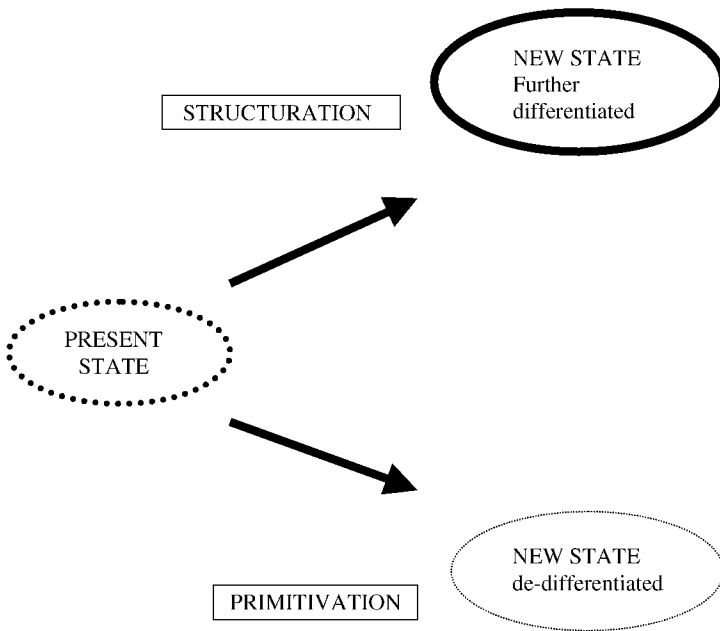 NEW STATE
Further
differentiated
STRUCTURATION
PRESENT
STATE
NEW STATE
de-differentiated
PRIMITIVATION